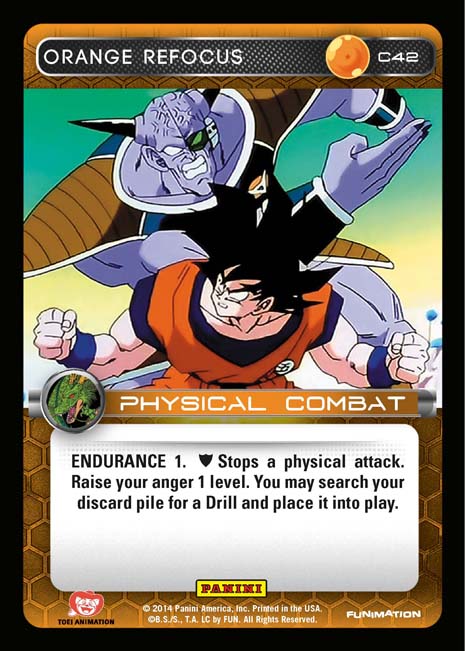 ORANGE REFOCUS C42
PHYSICAL COMBAT
ENDURANCE 1. Stops a physical attack.
Raise your anger 1 level. You may search your
discard pile for a Drill and place it into play.
PANINI
TOEI ANIMATION
© 2014 Panini America, Inc. Printed in the USA.
©B.S./S., T.A. LC by FUN. All Rights Reserved.
FUNIMATION